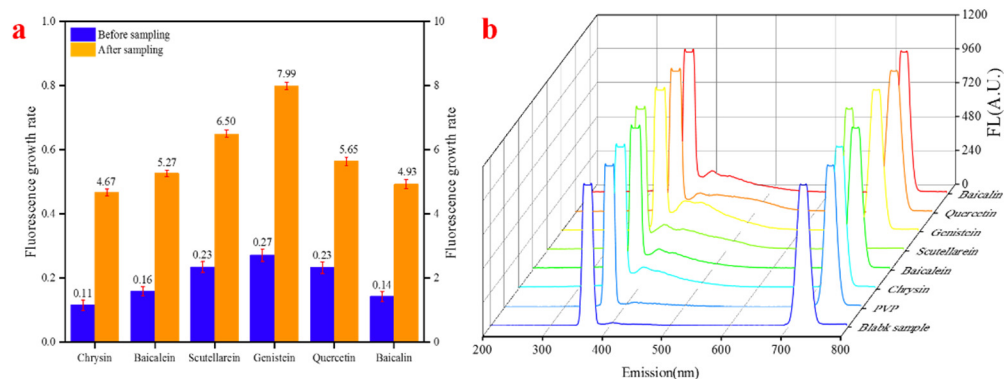 a
Before sampling
After sampling
Fluorescence growth rate
1.0
0.8
0.6
0.4
0.2
0.0
0.11
4.67
0.16
5.27
0.23
6.50
0.27
7.99
0.23
5.65
0.14
4.93
Chrysin
Baicalein
Scutellarein
Genistein
Quercetin
Baicalin
10
8
6
4
2
0
Fluorescence growth rate
b
1200
960
720
480
240
0
FL(A.U.)
Baicalin
Quercetin
Genistein
Scutellarein
Baicalein
Chrysin
PVP
Blabk sample
200
300
400
500
600
700
800
Emission(nm)